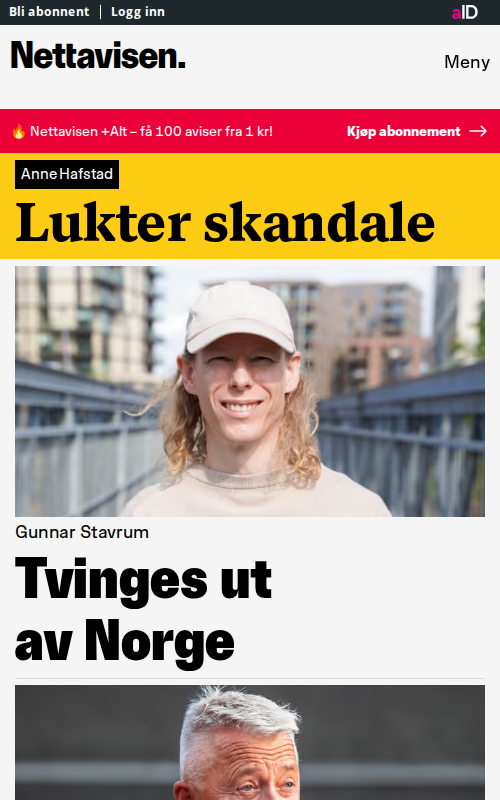 Bli abonnent
Logg inn
aID
Nettavisen.
Meny
Nettavisen +Alt – få 100 aviser fra 1 kr!
Kjøp abonnement
Anne Hafstad
Lukter skandale
Gunnar Stavrum
Tvinges ut
av Norge